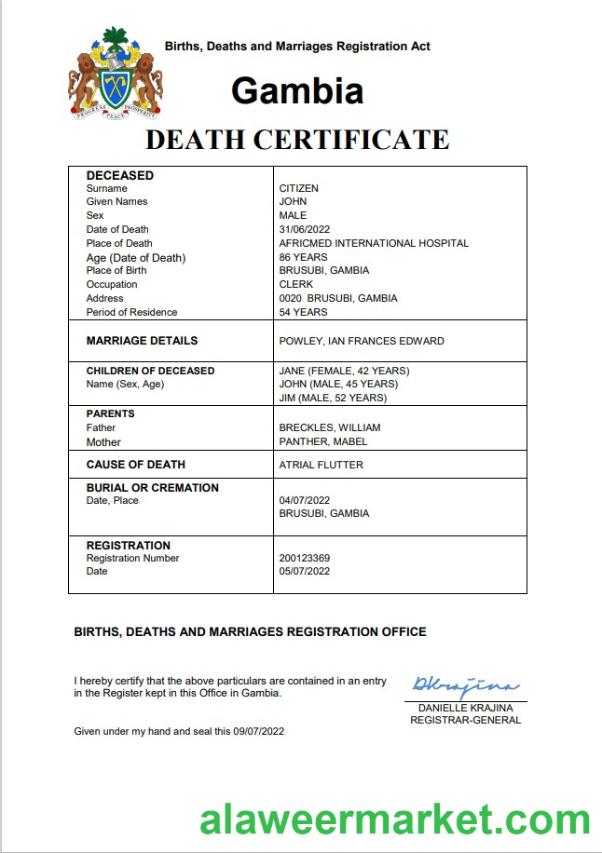 Births, Deaths and Marriages Registration Act
Gambia
PROGRESS PEACE PROSPERITY
DEATH CERTIFICATE
DECEASED
Surname CITIZEN
Given Names JOHN
Sex MALE
Date of Death 31/06/2022
Place of Death AFRICMED INTERNATIONAL HOSPITAL
Age (Date of Death) 86 YEARS
Place of Birth BRUSUBI, GAMBIA
Occupation CLERK
Address 0020 BRUSUBI, GAMBIA
Period of Residence 54 YEARS
MARRIAGE DETAILS POWLEY, IAN FRANCES EDWARD
CHILDREN OF DECEASED JANE (FEMALE, 42 YEARS)
Name (Sex, Age) JOHN (MALE, 45 YEARS)
JIM (MALE, 52 YEARS)
PARENTS
Father BRECKLES, WILLIAM
Mother PANTHER, MABEL
CAUSE OF DEATH ATRIAL FLUTTER
BURIAL OR CREMATION
Date, Place 04/07/2022
BRUSUBI, GAMBIA
REGISTRATION
Registration Number 200123369
Date 05/07/2022
BIRTHS, DEATHS AND MARRIAGES REGISTRATION OFFICE
I hereby certify that the above particulars are contained in an entry
in the Register kept in this Office in Gambia.
DKrajina
DANIELLE KRAJINA
REGISTRAR-GENERAL
Given under my hand and seal this 09/07/2022
alaweermarket.com